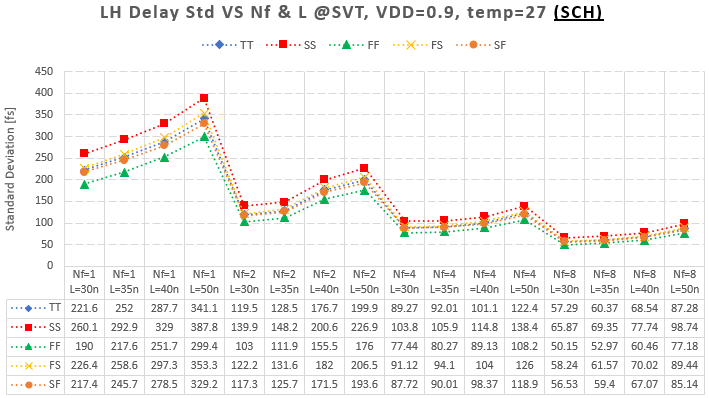 LH Delay Std VS Nf & L @SVT, VDD=0.9, temp=27 (SCH)
TT SS FF FS SF
Standard Deviation [fs]
450
400
350
300
250
200
150
100
50
0
Nf=1 Nf=1 Nf=1 Nf=1 Nf=2 Nf=2 Nf=2 Nf=2 Nf=4 Nf=4 Nf=4 Nf=4 Nf=8 Nf=8 Nf=8 Nf=8
L=30n L=35n L=40n L=50n L=30n L=35n L=40n L=50n L=30n L=35n =L40n L=50n L=30n L=35n L=40n L=50n
TT 221.6 252 287.7 341.1 119.5 128.5 176.7 199.9 89.27 92.01 101.1 122.4 57.29 60.37 68.54 87.28
SS 260.1 292.9 329 387.8 139.9 148.2 200.6 226.9 103.8 105.9 114.8 138.4 65.87 69.35 77.74 98.74
FF 190 217.6 251.7 299.4 103 111.9 155.5 176 77.44 80.27 89.13 108.2 50.15 52.97 60.46 77.18
FS 226.4 258.6 297.3 353.3 122.2 131.6 182 206.5 91.12 94.1 104 126 58.24 61.57 70.02 89.44
SF 217.4 245.7 278.5 329.2 117.3 125.7 171.5 193.6 87.72 90.01 98.37 118.9 56.53 59.4 67.07 85.14